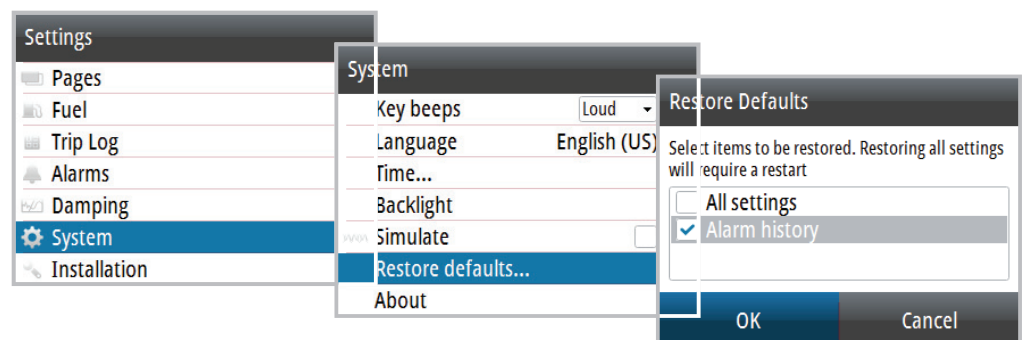 Settings
Pages
Fuel
Trip Log
Alarms
Damping
System
Installation
System
Key beeps Loud
Language English (US)
Time...
Backlight
Simulate
Restore defaults...
About
Restore Defaults
Select items to be restored. Restoring all settings
will require a restart
All settings
Alarm history
OK Cancel